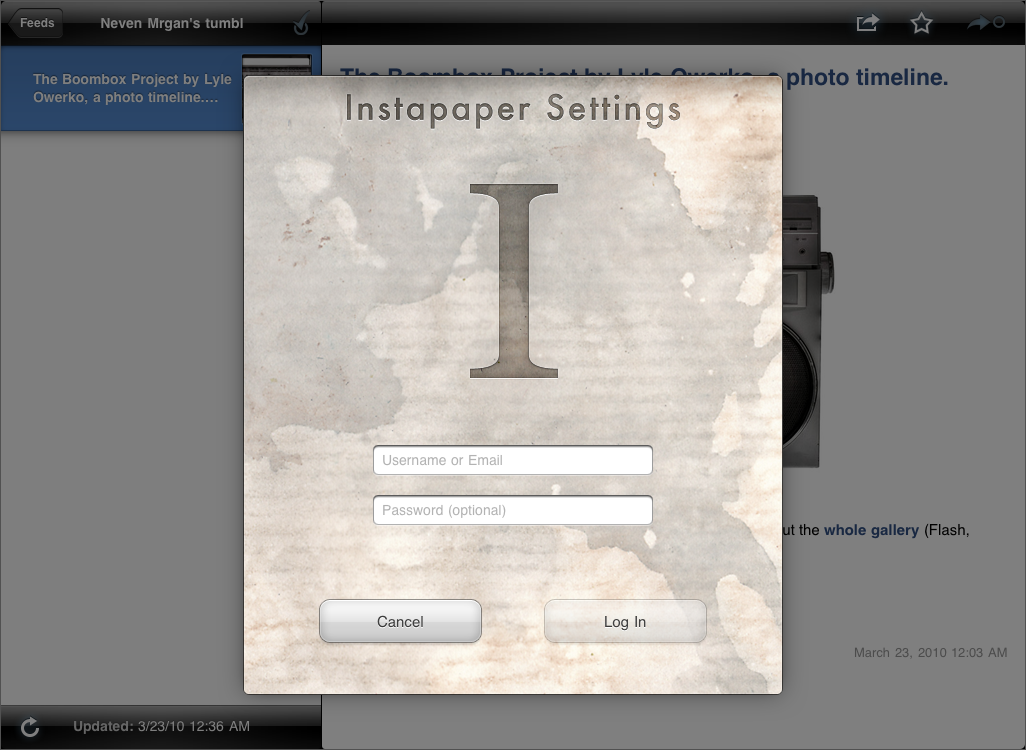 Feeds
Neven Mrgan's tumbl
The Boombox Project by Lyle
Owerko, a photo timeline....
The Boombox Project by Lyle Owerko, a photo timeline.
Instapaper Settings
I
Username or Email
Password (optional)
ut the whole gallery (Flash,
Cancel
Log In
March 23, 2010 12:03 AM
Updated: 3/23/10 12:36 AM